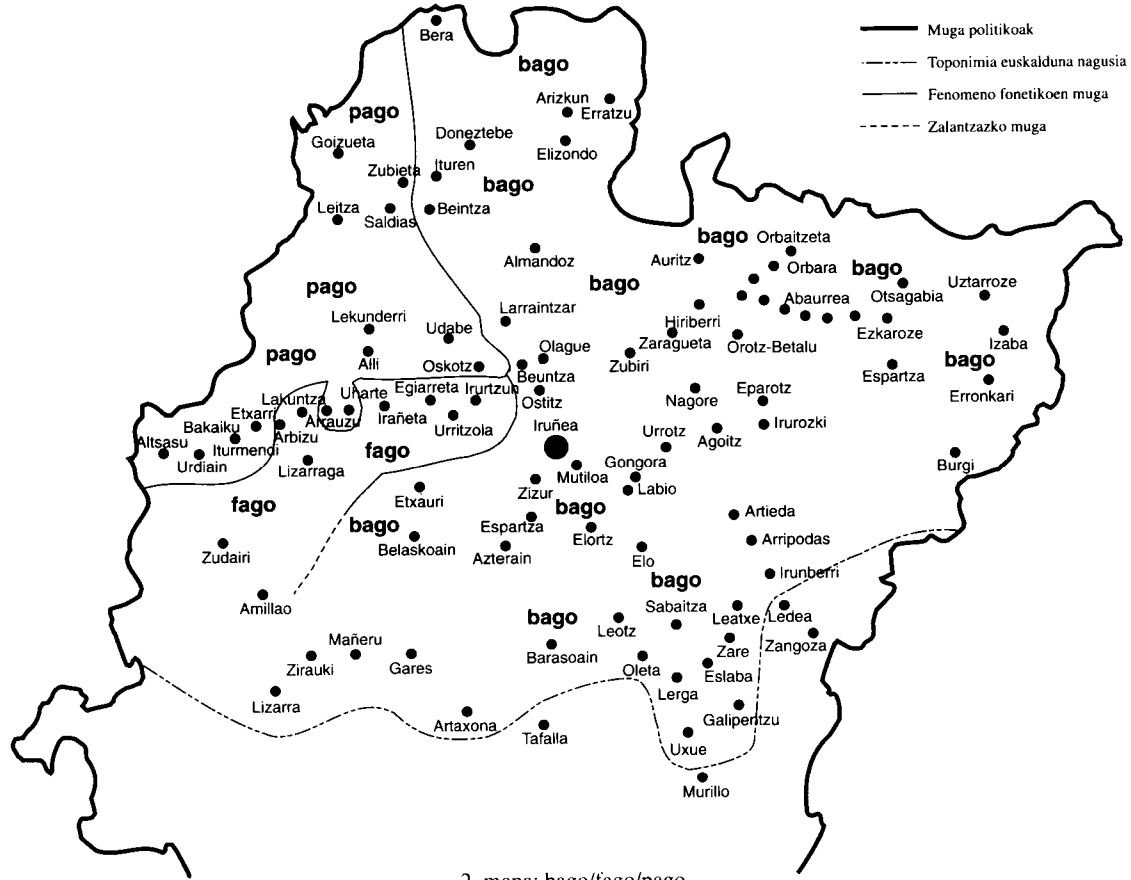 Bera
Muga politikoak
Toponimia euskalduna nagusia
Fenomeno fonetikoen muga
Zalantzazko muga
bago
Arizkun
Erratzu
pago
Goizueta
Doneztebe
Elizondo
Zubieta
Ituren
bago
Leitza
Saldias
Beintza
bago
Orbaitzeta
Almandoz
Auritz
Orbara
bago
bago
Otsagabia
Uztarroze
pago
Abaurrea
Lekunderri
Udabe
Larraintzar
Hiriberri
Ezkaroze
Izaba
Zaragueta
Orotz-Betalu
pago
Alli
Oskotz
Olague
Zubiri
Espartza
bago
Beuntza
Erronkari
Uharte
Egiarreta
Irurtzun
Ostitz
Nagore
Eparotz
Lakuntza
Etxarri
Arrauzu
Irañeta
Bakaiku
Arbizu
Urritzola
Iruñea
Irurozki
Altsasu
Iturmendi
Urrotz
Agoitz
Urdiain
Lizarraga
fago
Gongora
Burgi
Mutiloa
Labio
Zizur
Etxauri
fago
bago
Espartza
bago
Artieda
Elortz
Zudairi
Belaskoain
Azterain
Arripodas
Elo
Irunberri
bago
Amillao
Sabaitza
bago
Leotz
Leatxe
Ledea
Mañeru
Zangoza
Zirauki
Gares
Barasoain
Zare
Oleta
Eslaba
Lizarra
Lerga
Artaxona
Galipentzu
Tafalla
Uxue
Murillo
2. mapa: bago/fago/pago